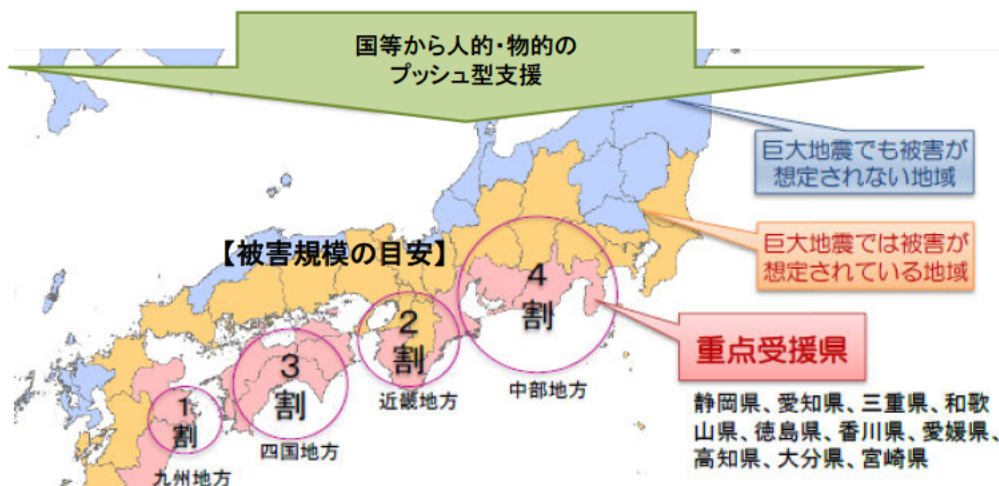 国等から人的・物的の
プッシュ型支援
巨大地震でも被害が
想定されない地域
巨大地震では被害が
想定されている地域
【被害規模の目安】
4
割
2
割
3
割
1
割
中部地方
近畿地方
四国地方
九州地方
重点受援県
静岡県、愛知県、三重県、和歌
山県、徳島県、香川県、愛媛県、
高知県、大分県、宮崎県